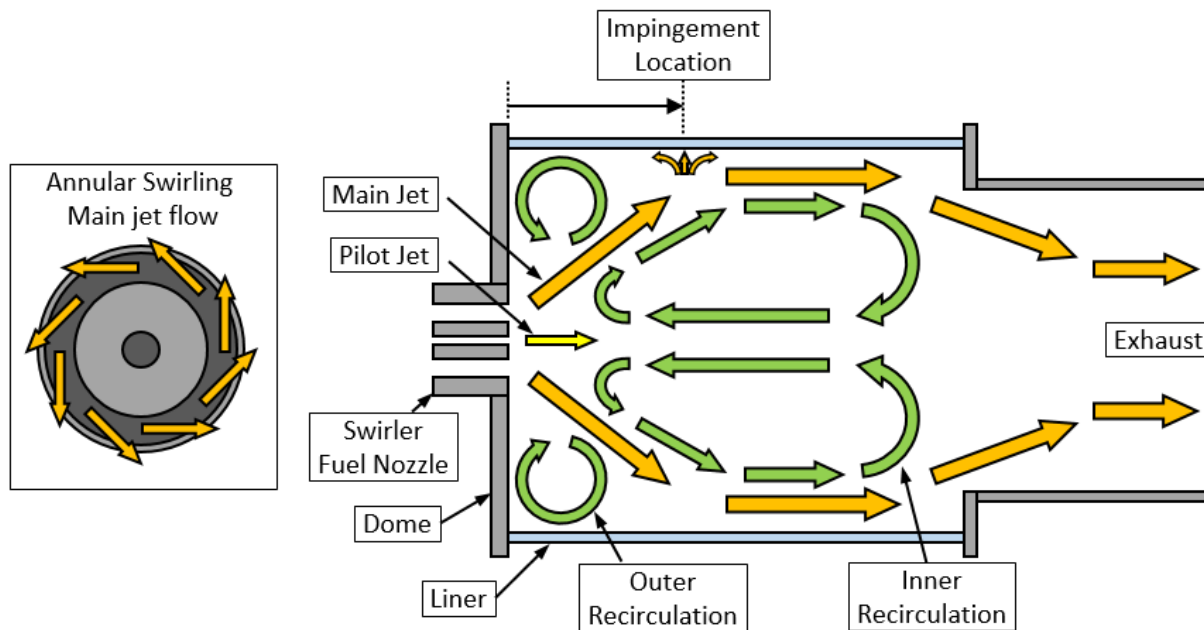 Impingement
Location
Annular Swirling
Main jet flow
Main Jet
Pilot Jet
Exhaust
Swirler
Fuel Nozzle
Dome
Liner
Outer
Recirculation
Inner
Recirculation